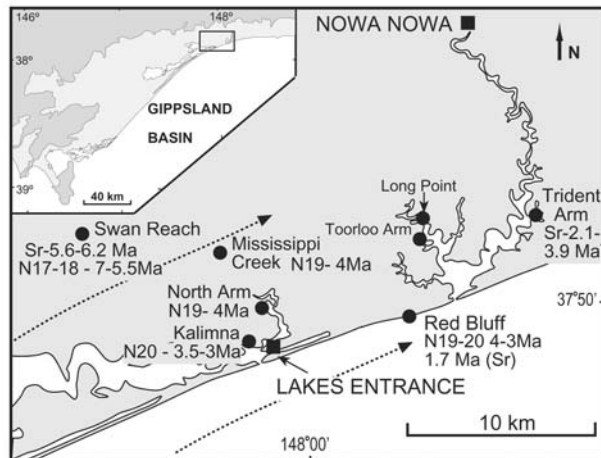 146°
148°
38°
39°
GIPPSLAND
BASIN
40 km
NOWA NOWA
N
Long Point
Toorloo Arm
Trident
Arm
Sr-2.1-
3.9 Ma
Swan Reach
Sr-5.6-6.2 Ma
N17-18 - 7-5.5Ma
Mississippi
Creek
N19- 4Ma
North Arm
N19- 4Ma
Kalimna
N20 - 3.5-3Ma
37°50'
Red Bluff
N19-20 4-3Ma
1.7 Ma (Sr)
LAKES ENTRANCE
10 km
148°00'